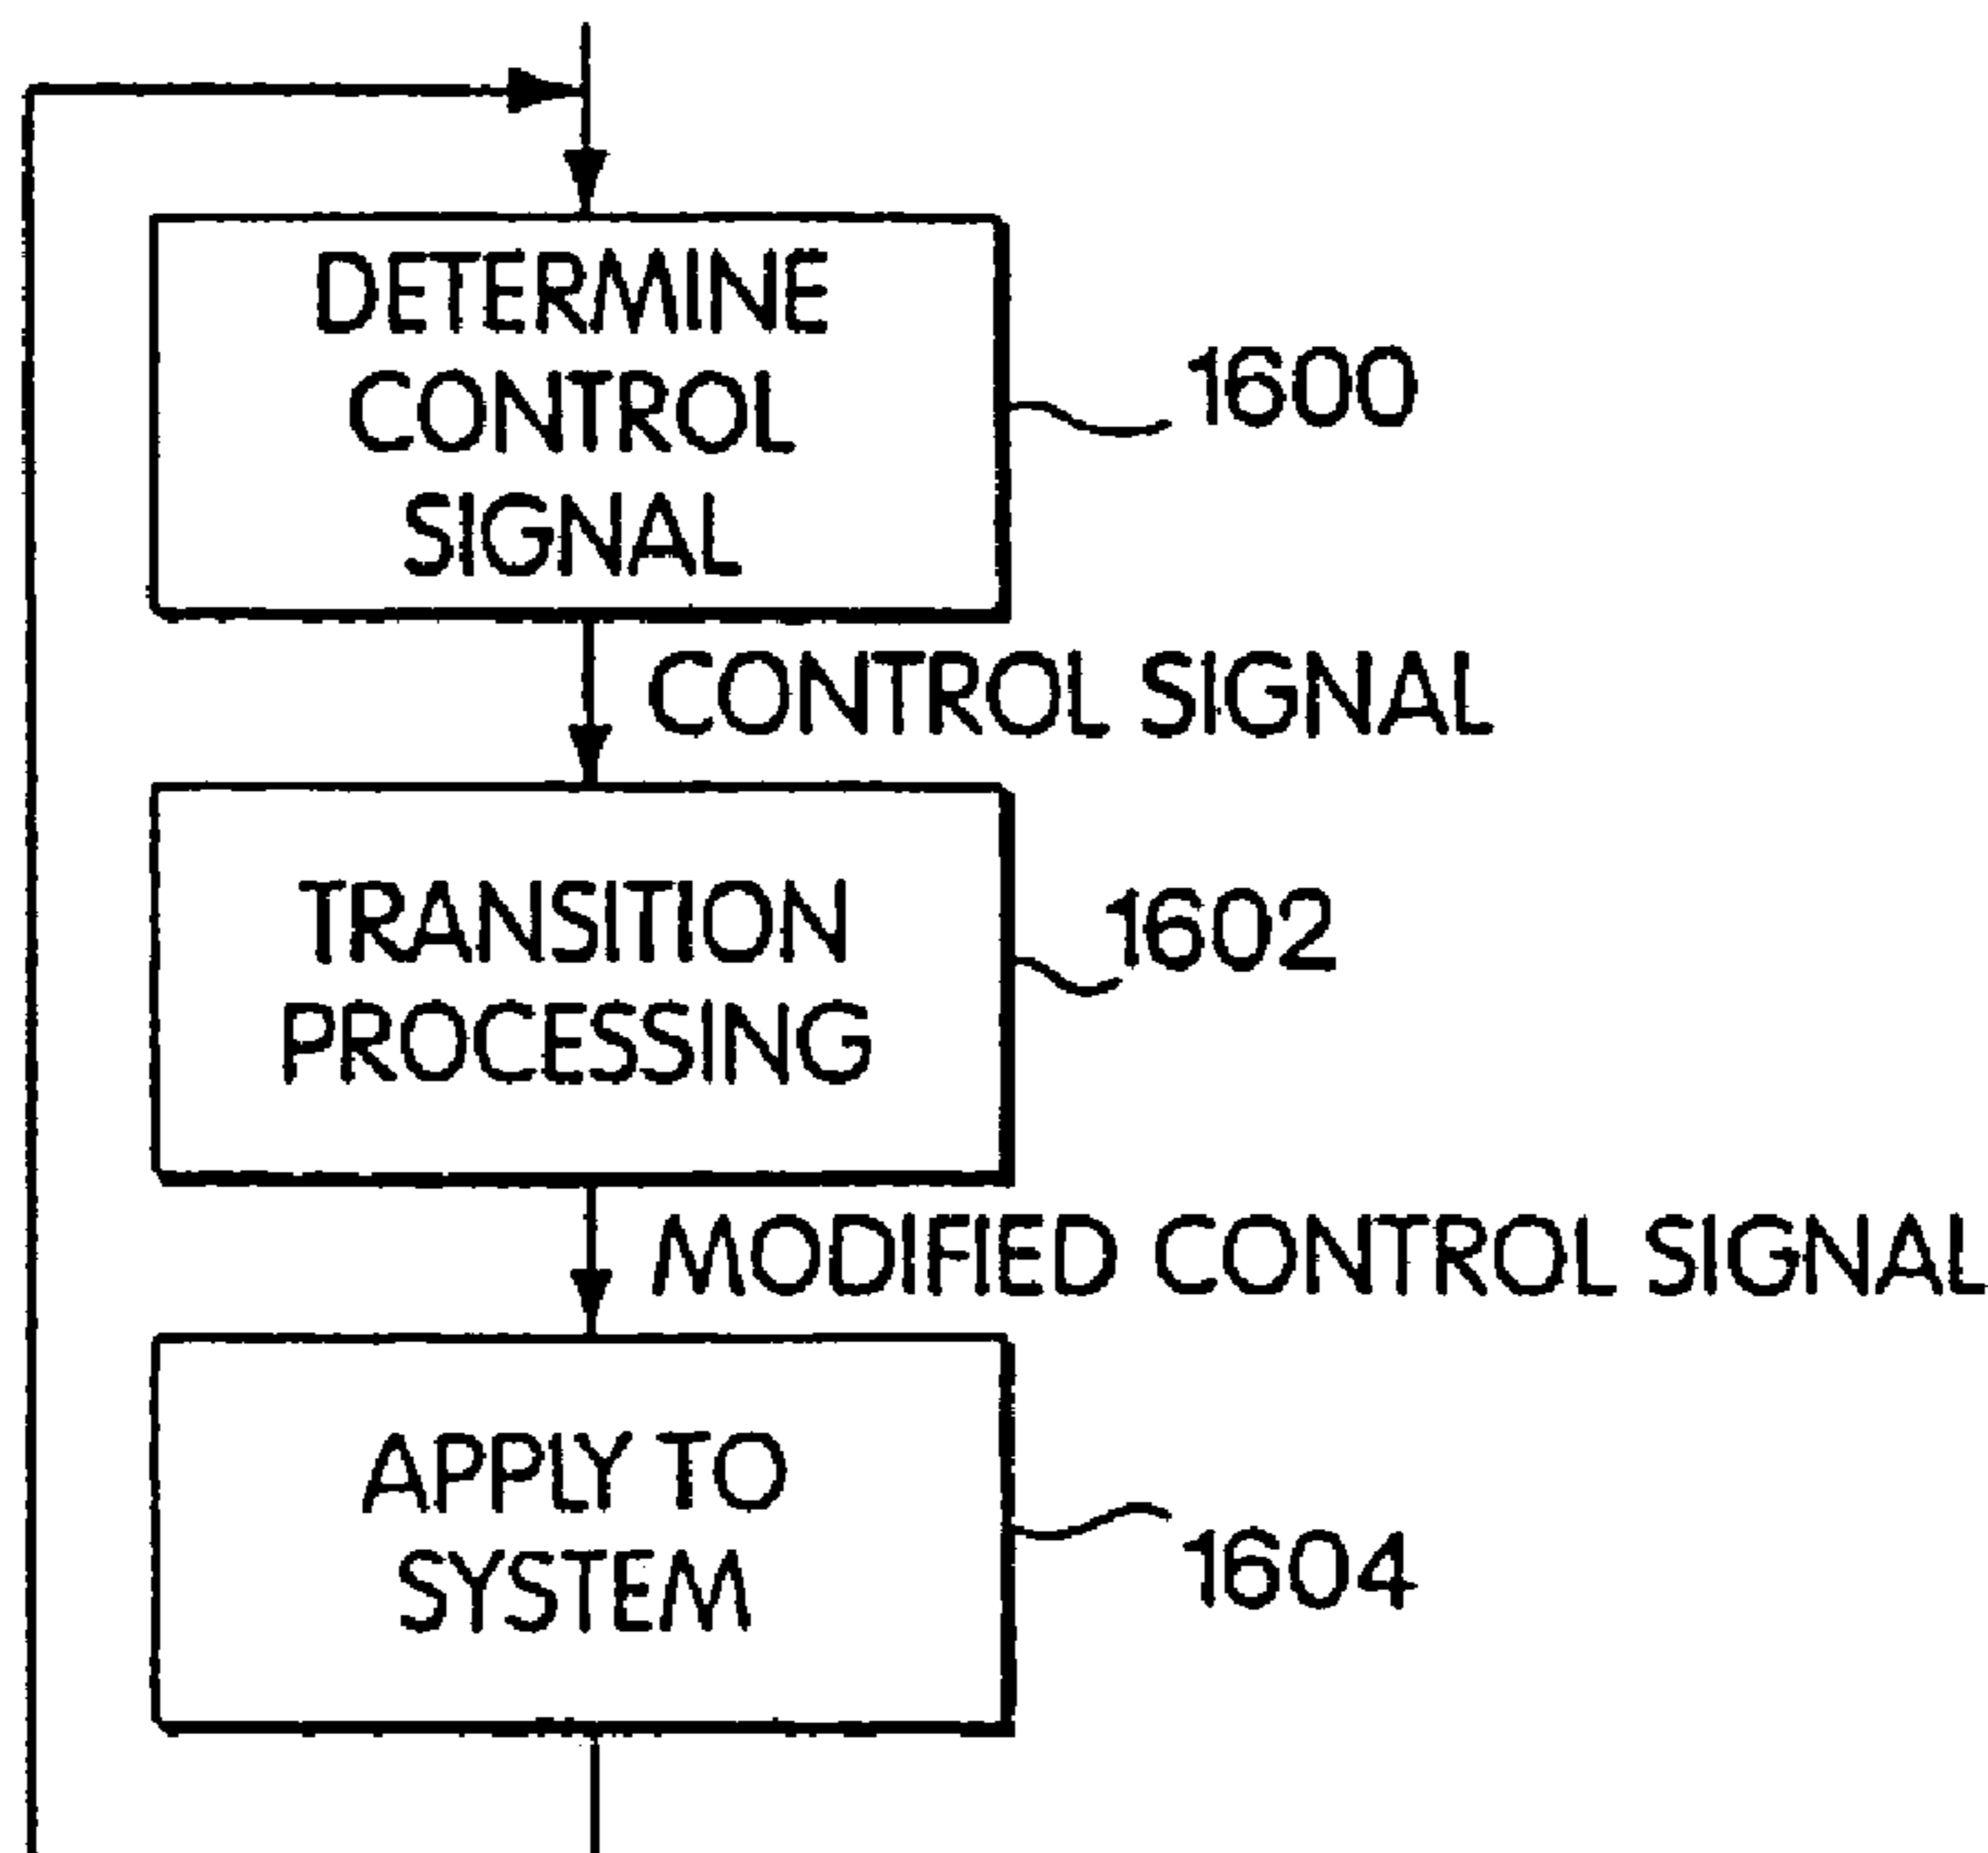 DETERMINE
CONTROL
SIGNAL
1600
CONTROL SIGNAL
TRANSITION
PROCESSING
1602
MODIFIED CONTROL SIGNAL
APPLY TO
SYSTEM
1604